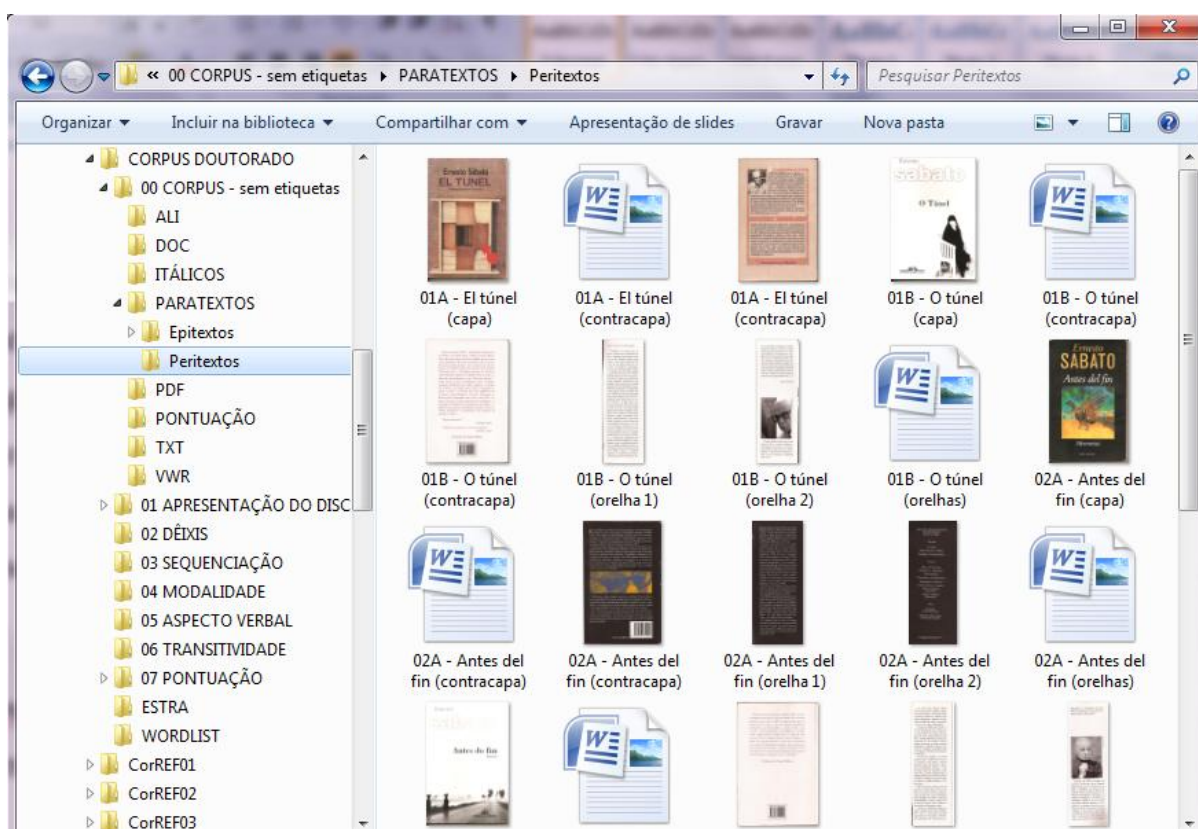 « 00 CORPUS - sem etiquetas ▸ PARATEXTOS ▸ Peritextos
Pesquisar Peritextos
Organizar
Incluir na biblioteca
Compartilhar com
Apresentação de slides
Gravar
Nova pasta
CORPUS DOUTORADO
00 CORPUS - sem etiquetas
ALI
DOC
ITÁLICOS
PARATEXTOS
Epitextos
Peritextos
PDF
PONTUAÇÃO
TXT
VWR
01 APRESENTAÇÃO DO DISC
02 DÊIXIS
03 SEQUENCIAÇÃO
04 MODALIDADE
05 ASPECTO VERBAL
06 TRANSITIVIDADE
07 PONTUAÇÃO
ESTRA
WORDLIST
CorREF01
CorREF02
CorREF03
Ernesto Sábato
EL TUNEL
sabato
O Túnel
01A - El túnel
(capa)
01A - El túnel
(contracapa)
01A - El túnel
(contracapa)
01B - O túnel
(capa)
01B - O túnel
(contracapa)
Ernesto
SABATO
Antes del fin
01B - O túnel
(contracapa)
01B - O túnel
(orelha 1)
01B - O túnel
(orelha 2)
01B - O túnel
(orelhas)
02A - Antes del
fin (capa)
02A - Antes del
fin (contracapa)
02A - Antes del
fin (contracapa)
02A - Antes del
fin (orelha 1)
02A - Antes del
fin (orelha 2)
02A - Antes del
fin (orelhas)
Antes do fim